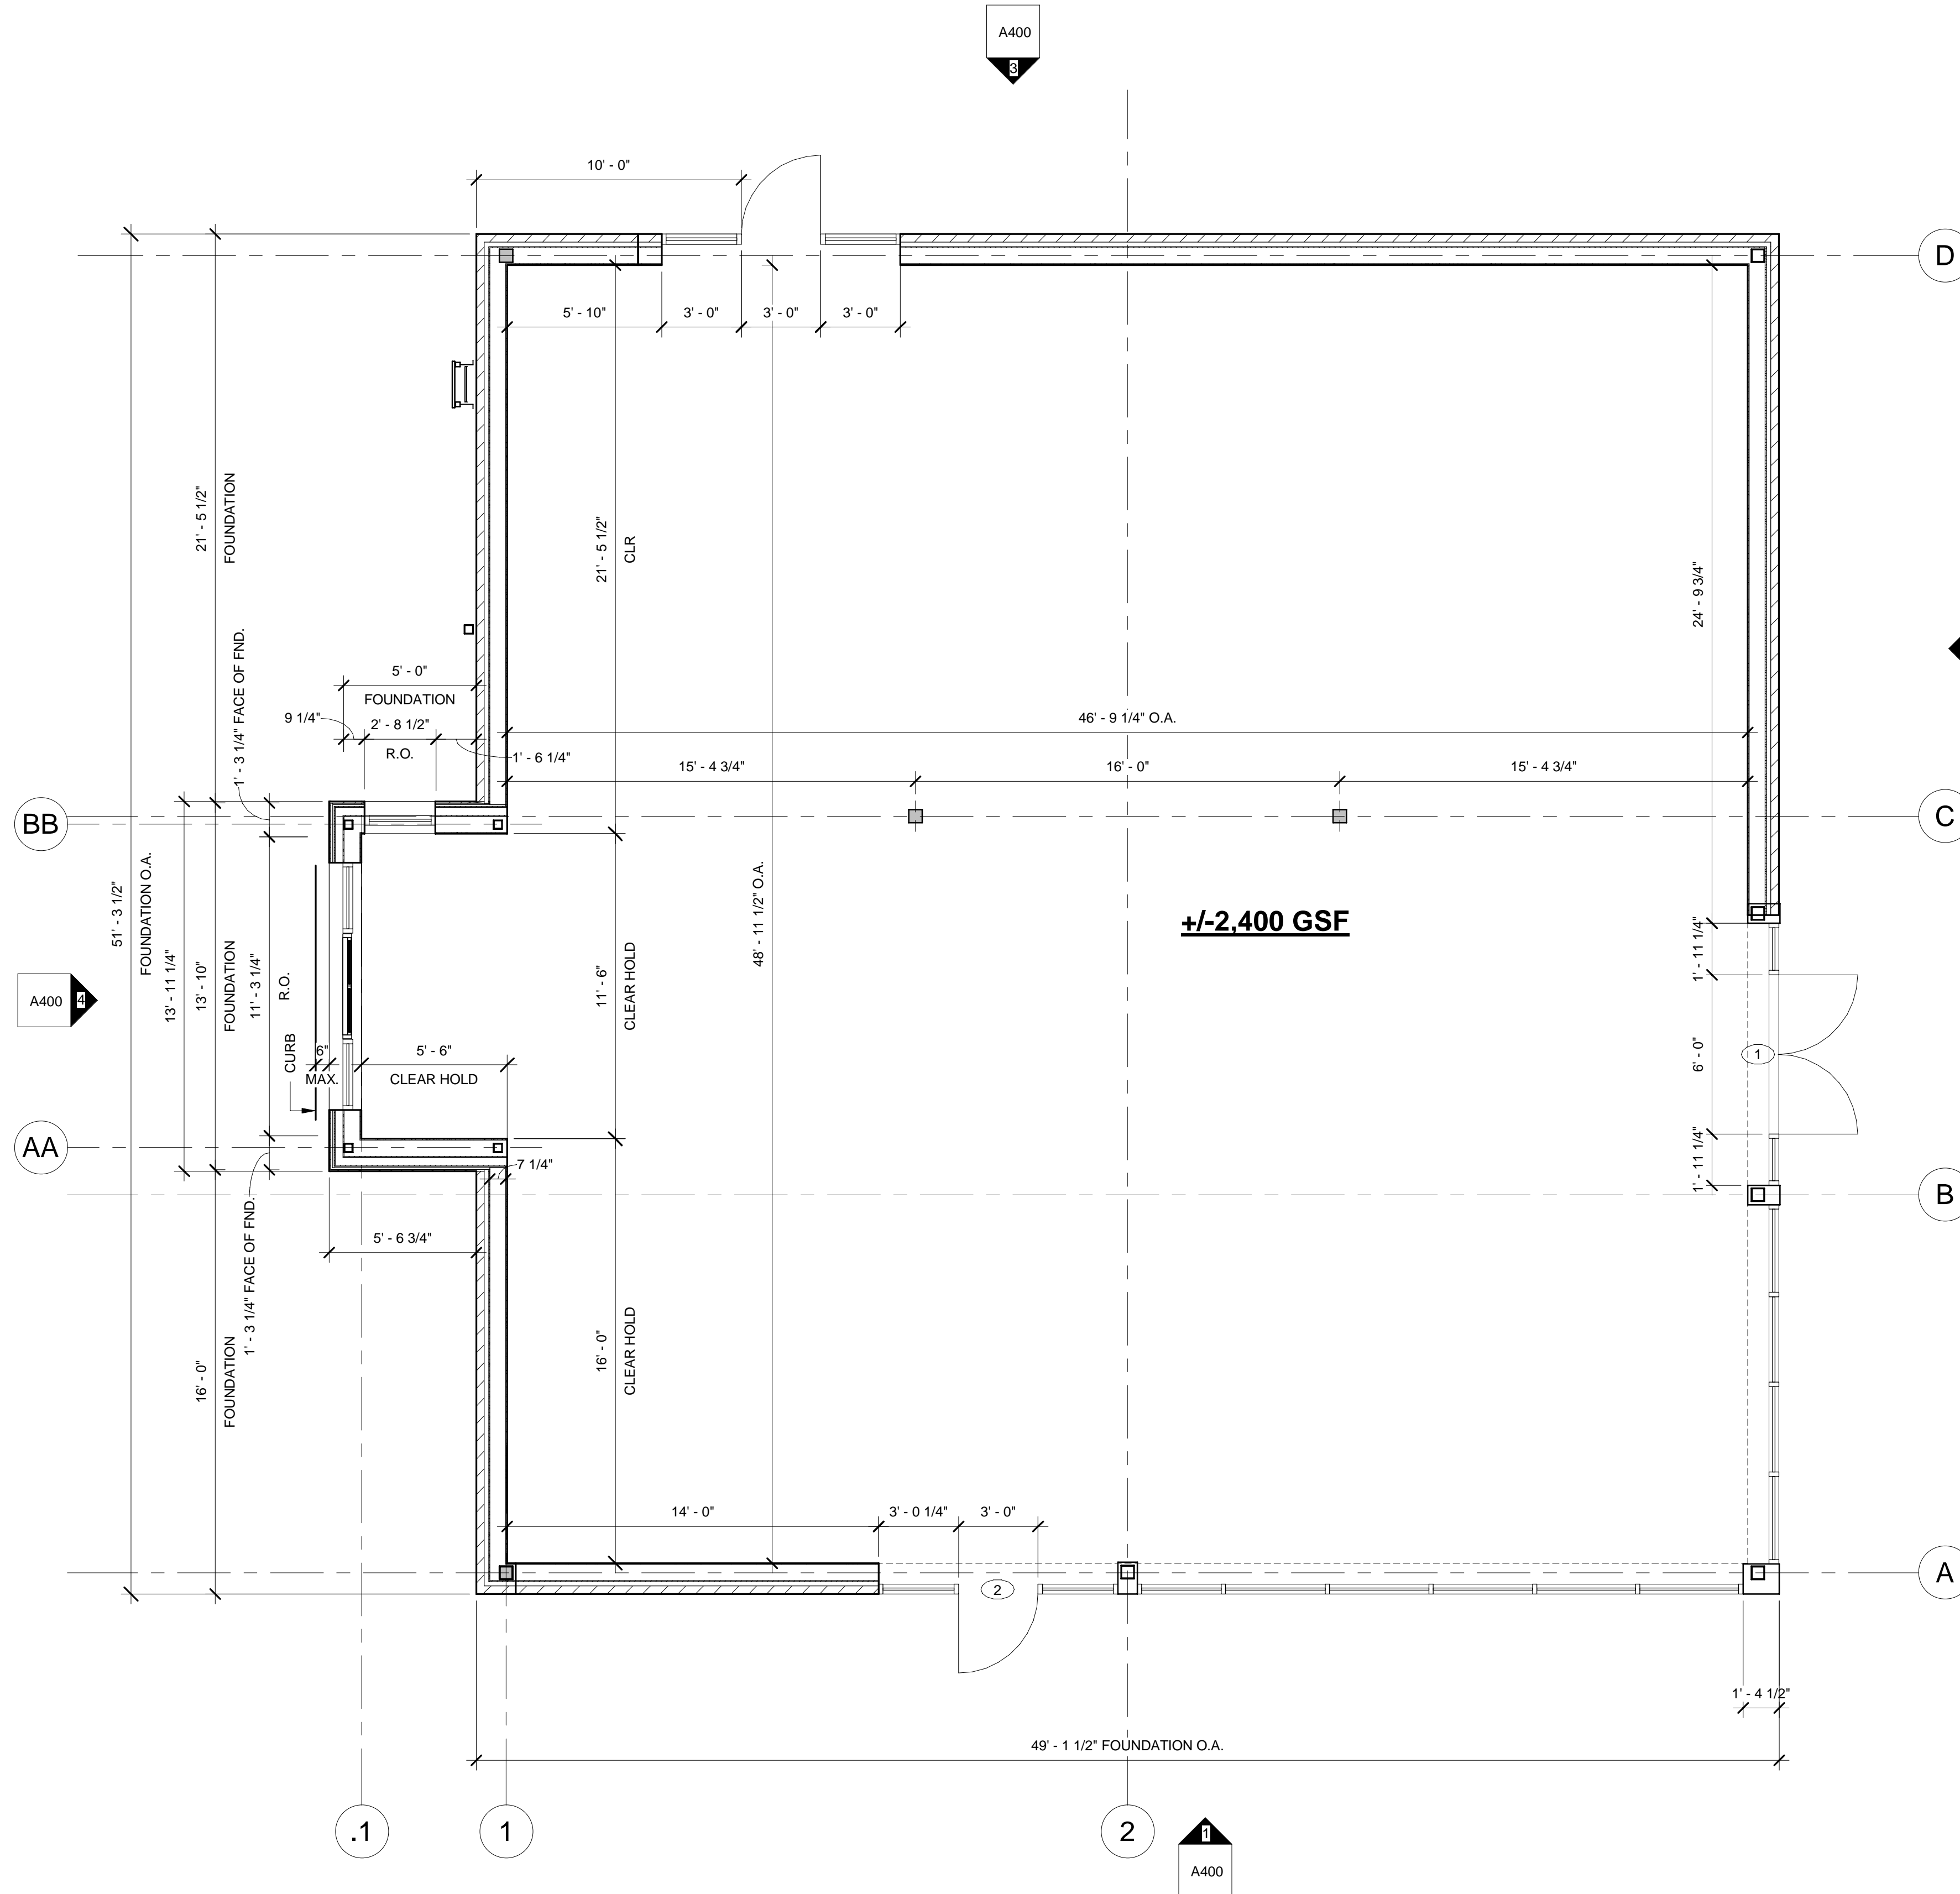 A400
3
10' - 0"
D
5' - 10"
3' - 0"
3' - 0"
3' - 0"
21' - 5 1/2"
FOUNDATION
21' - 5 1/2"
CLR
24' - 9 3/4"
1' - 3 1/4" FACE OF FND.
5' - 0"
FOUNDATION
9 1/4"
2' - 8 1/2"
R.O.
1' - 6 1/4"
46' - 9 1/4" O.A.
15' - 4 3/4"
16' - 0"
15' - 4 3/4"
BB
C
51' - 3 1/2"
FOUNDATION O.A.
13' - 11 1/4"
13' - 10"
FOUNDATION
11' - 3 1/4"
R.O.
48' - 11 1/2" O.A.
+/-2,400 GSF
11' - 6"
CLEAR HOLD
1' - 11 1/4"
A400
4
CURB
6"
MAX.
5' - 6"
CLEAR HOLD
6' - 0"
1
AA
1' - 11 1/4"
7 1/4"
B
5' - 6 3/4"
1' - 3 1/4" FACE OF FND.
16' - 0"
FOUNDATION
16' - 0"
CLEAR HOLD
14' - 0"
3' - 0 1/4"
3' - 0"
2
A
1' - 4 1/2"
49' - 1 1/2" FOUNDATION O.A.
.1
1
2
1
A400